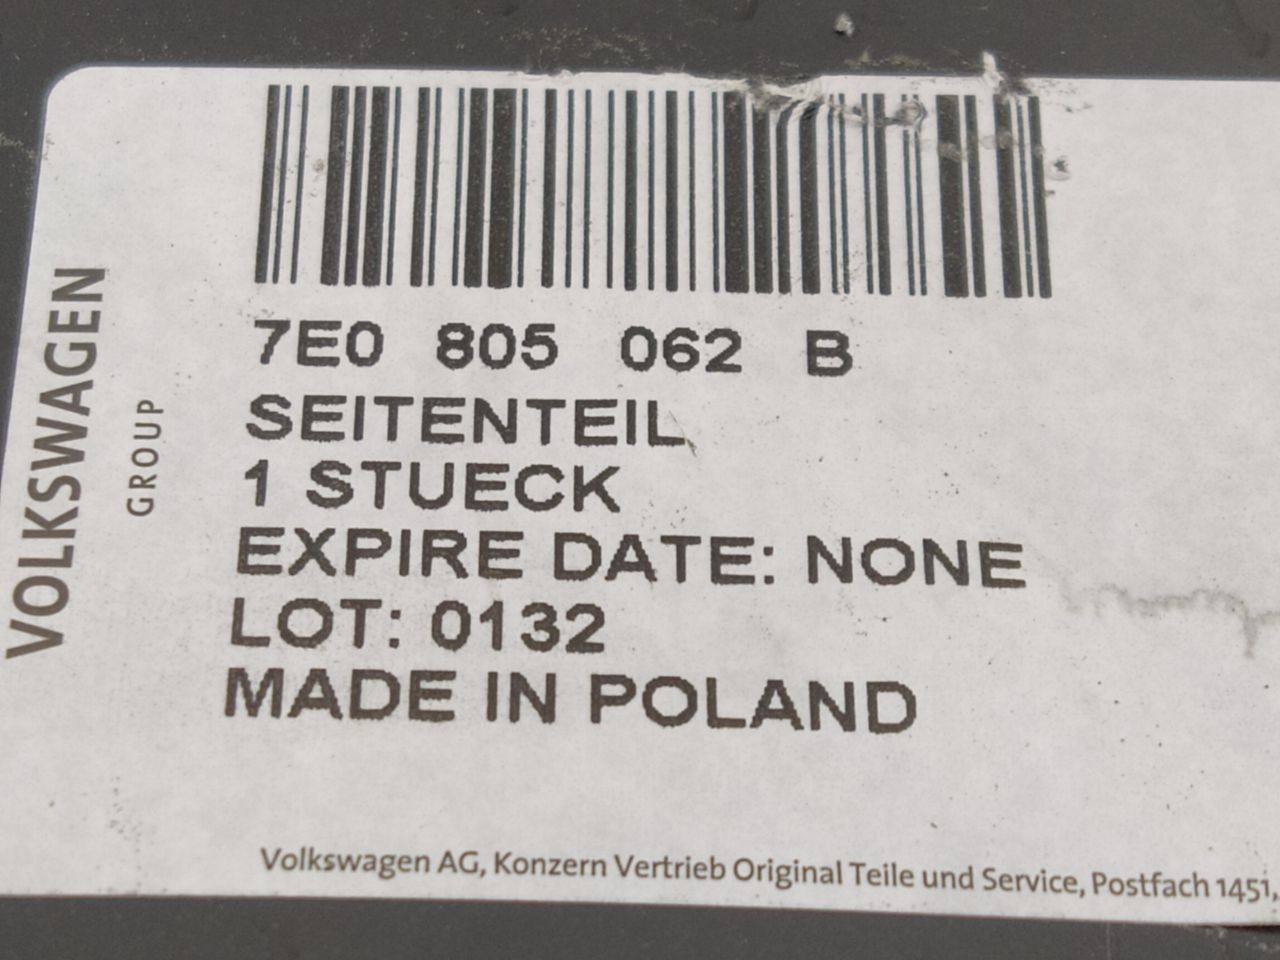 VOLKSWAGEN
GROUP
7E0 805 062 B
SEITENTEIL
1 STUECK
EXPIRE DATE: NONE
LOT: 0132
MADE IN POLAND
Volkswagen AG, Konzern Vertrieb Original Teile und Service, Postfach 1451,